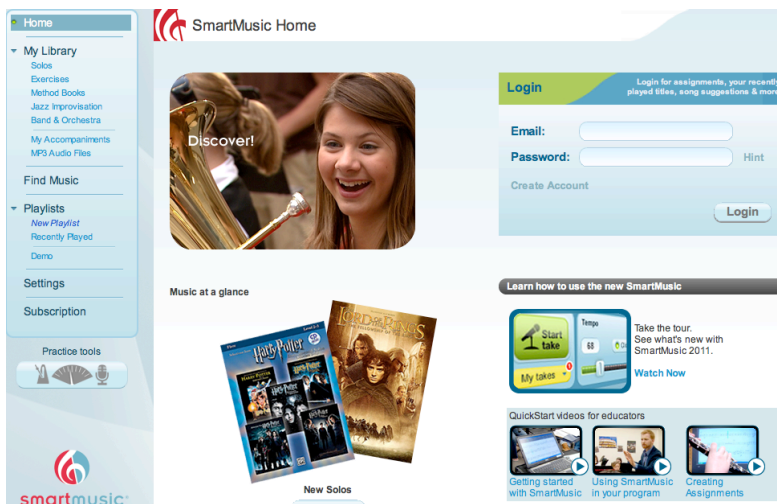 Home
My Library
Solos
Exercises
Method Books
Jazz Improvisation
Band & Orchestra
My Accompaniments
MP3 Audio Files
Find Music
Playlists
New Playlist
Recently Played
Demo
Settings
Subscription
Practice tools
smartmusic
SmartMusic Home
Discover!
Login
Login for assignments, your recently
played titles, song suggestions & more
Email:
Password:
Hint
Create Account
Login
Music at a glance
Harry Potter
LORD OF THE RINGS
New Solos
Learn how to use the new SmartMusic
Start
take
Tempo
68
My takes
Take the tour.
See what's new with
SmartMusic 2011.
Watch Now
QuickStart videos for educators
Getting started
with SmartMusic
Using SmartMusic
in your program
Creating
Assignments